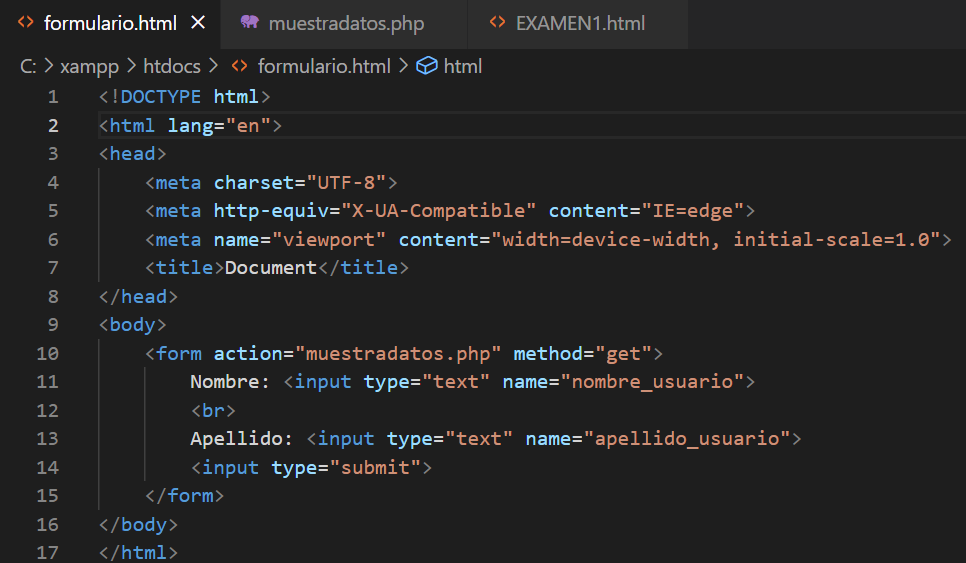 formulario.html muestradatos.php EXAMEN1.html
C: > xampp > htdocs > formulario.html > html
1 <!DOCTYPE html>
2 <html lang="en">
3 <head>
4     <meta charset="UTF-8">
5     <meta http-equiv="X-UA-Compatible" content="IE=edge">
6     <meta name="viewport" content="width=device-width, initial-scale=1.0">
7     <title>Document</title>
8 </head>
9 <body>
10     <form action="muestradatos.php" method="get">
11         Nombre: <input type="text" name="nombre_usuario">
12         <br>
13         Apellido: <input type="text" name="apellido_usuario">
14         <input type="submit">
15     </form>
16 </body>
17 </html>